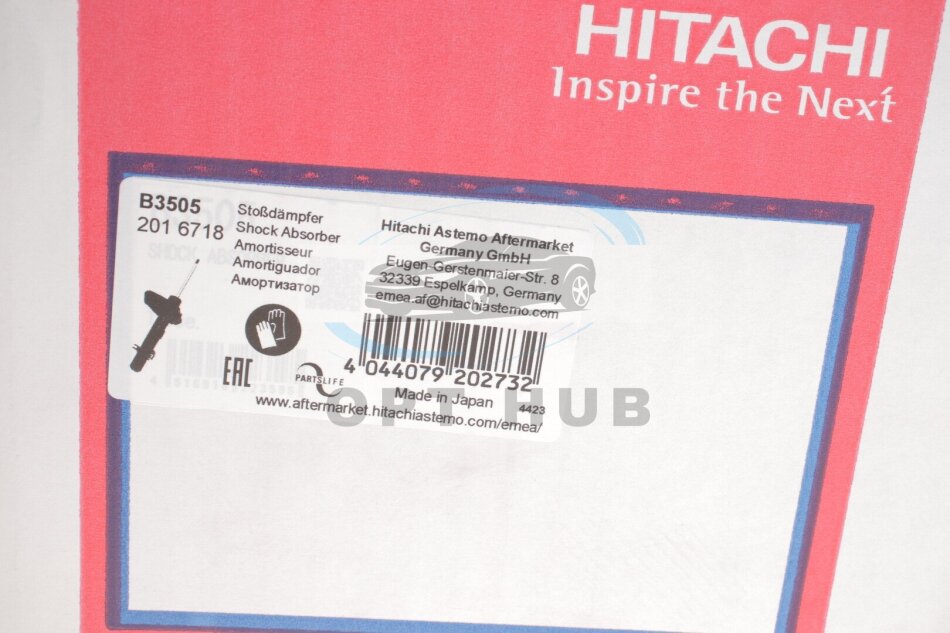 HITACHI
Inspire the Next
B3505
201 6718
Stoßdämpfer
Shock Absorber
Amortisseur
Amortiguador
Амортизатор
Hitachi Astemo Aftermarket
Germany GmbH
Eugen-Gerstenmaier-Str. 8
32339 Espelkamp, Germany
emea.af@hitachiastemo.com
EAC
PARTSLIFE
4 044079 202732
Made in Japan
4423
www.aftermarket.hitachiastemo.com/emea/
OPT HUB